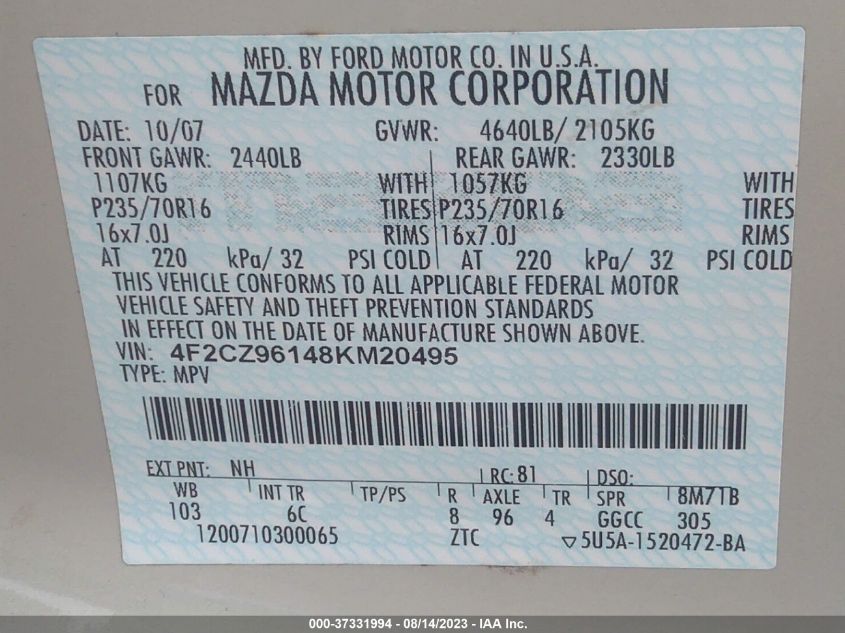 MFD. BY FORD MOTOR CO. IN U.S.A.
FOR MAZDA MOTOR CORPORATION
DATE: 10/07 GVWR: 4640LB/ 2105KG
FRONT GAWR: 2440LB REAR GAWR: 2330LB
1107KG WITH 1057KG WITH
P235/70R16 TIRES P235/70R16 TIRES
16x7.0J RIMS 16x7.0J RIMS
AT 220 kPa/ 32 PSI COLD AT 220 kPa/ 32 PSI COLD
THIS VEHICLE CONFORMS TO ALL APPLICABLE FEDERAL MOTOR
VEHICLE SAFETY AND THEFT PREVENTION STANDARDS
IN EFFECT ON THE DATE OF MANUFACTURE SHOWN ABOVE.
VIN: 4F2CZ96148KM20495
TYPE: MPV
EXT PNT: NH RC: 81 DSO:
WB INT TR TP/PS R AXLE TR SPR 8M71B
103 6C 8 96 4 GGCC 305
1200710300065 ZTC ▽5U5A-1520472-BA
000-37331994 - 08/14/2023 - IAA Inc.